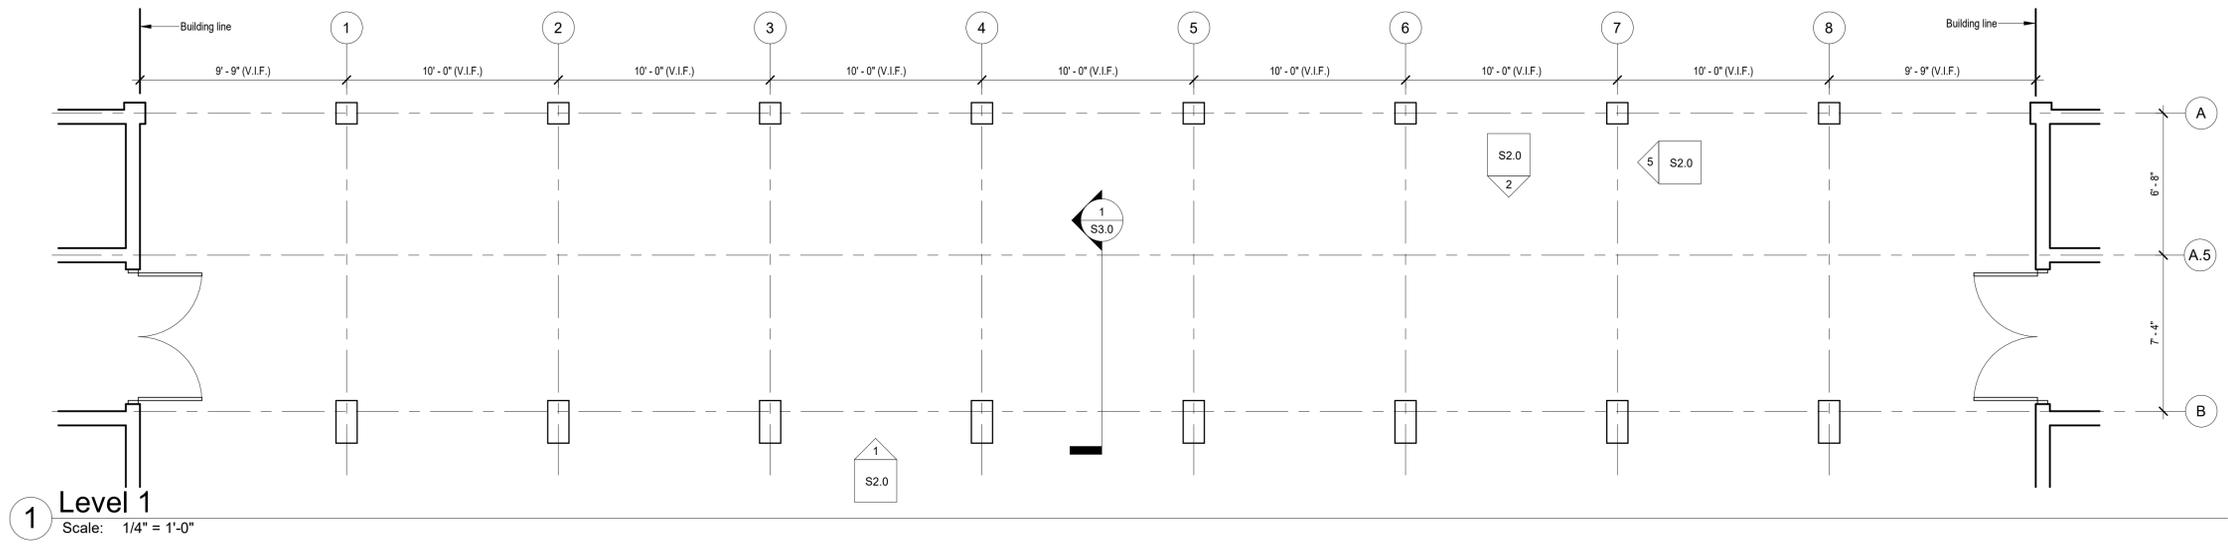 Building line
1
2
3
4
5
6
7
8
Building line
9' - 9" (V.I.F.)
10' - 0" (V.I.F.)
10' - 0" (V.I.F.)
10' - 0" (V.I.F.)
10' - 0" (V.I.F.)
10' - 0" (V.I.F.)
10' - 0" (V.I.F.)
10' - 0" (V.I.F.)
9' - 9" (V.I.F.)
A
S2.0
2
5
S2.0
6' - 8"
1
S3.0
A.5
7' - 4"
B
1
S2.0
1
Level 1
Scale: 1/4" = 1'-0"